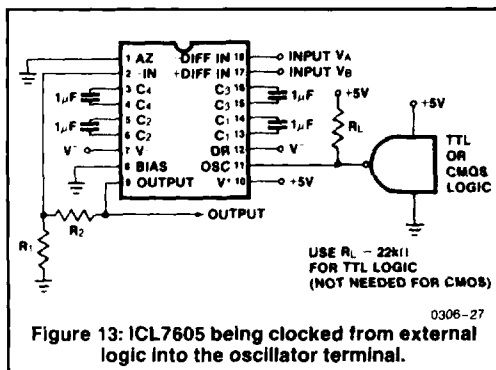 1 AZ
-DIFF IN 18
INPUT VA
2 -IN
+DIFF IN 17
INPUT VB
3 C4
C3 16
1µF
1µF
+5V
4 C4
C3 15
+5V
5 C2
C1 14
1µF
1µF
RL
6 C2
C1 13
TTL
OR
CMOS
LOGIC
V-
7 V-
DR 12
V-
8 BIAS
OSC 11
9 OUTPUT
V+ 10
+5V
R2
OUTPUT
R1
USE RL - 22kΩ
FOR TTL LOGIC
(NOT NEEDED FOR CMOS)
0306-27
Figure 13: ICL7605 being clocked from external
logic into the oscillator terminal.